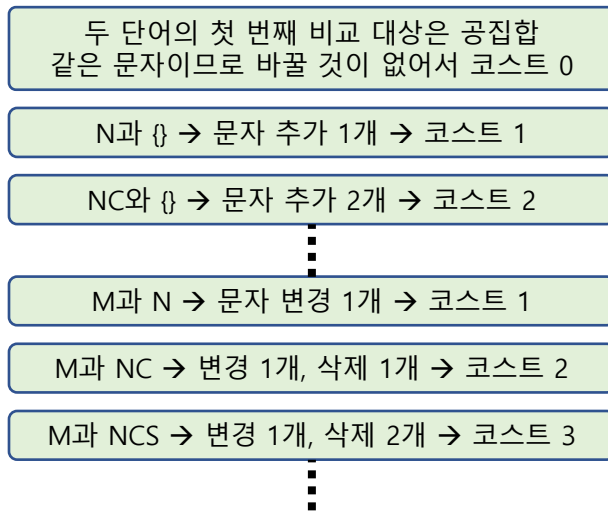 두 단어의 첫 번째 비교 대상은 공집합
같은 문자이므로 바꿀 것이 없어서 코스트 0
N과 {} → 문자 추가 1개 → 코스트 1
NC와 {} → 문자 추가 2개 → 코스트 2
M과 N → 문자 변경 1개 → 코스트 1
M과 NC → 변경 1개, 삭제 1개 → 코스트 2
M과 NCS → 변경 1개, 삭제 2개 → 코스트 3